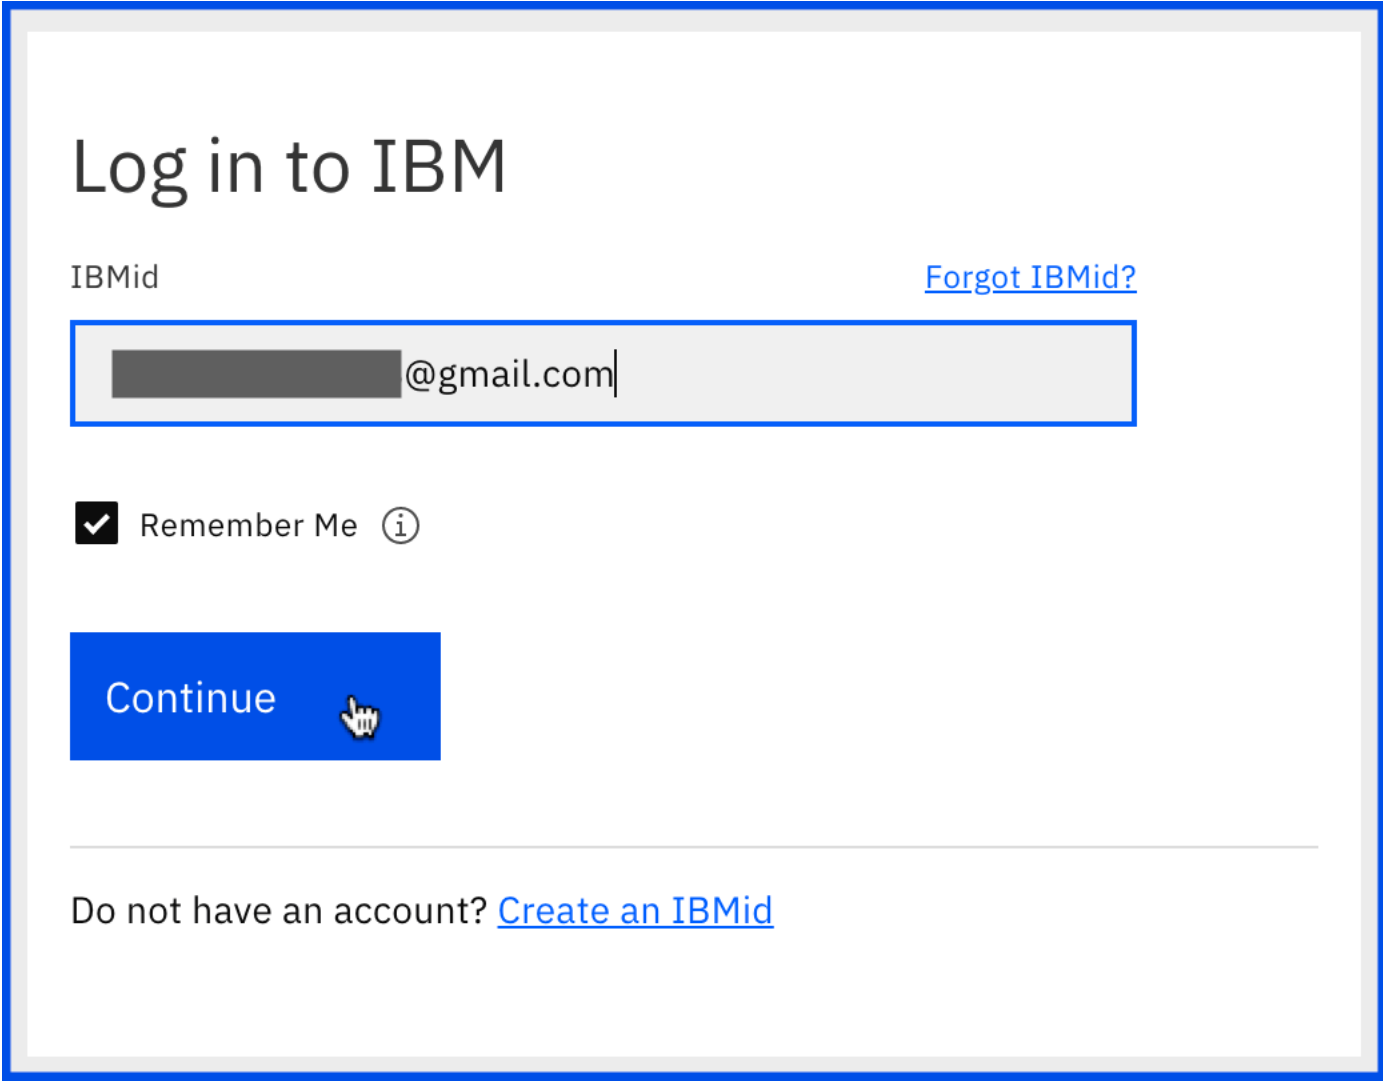 Log in to IBM
IBMid Forgot IBMid?
@gmail.com
Remember Me
Continue
Do not have an account? Create an IBMid